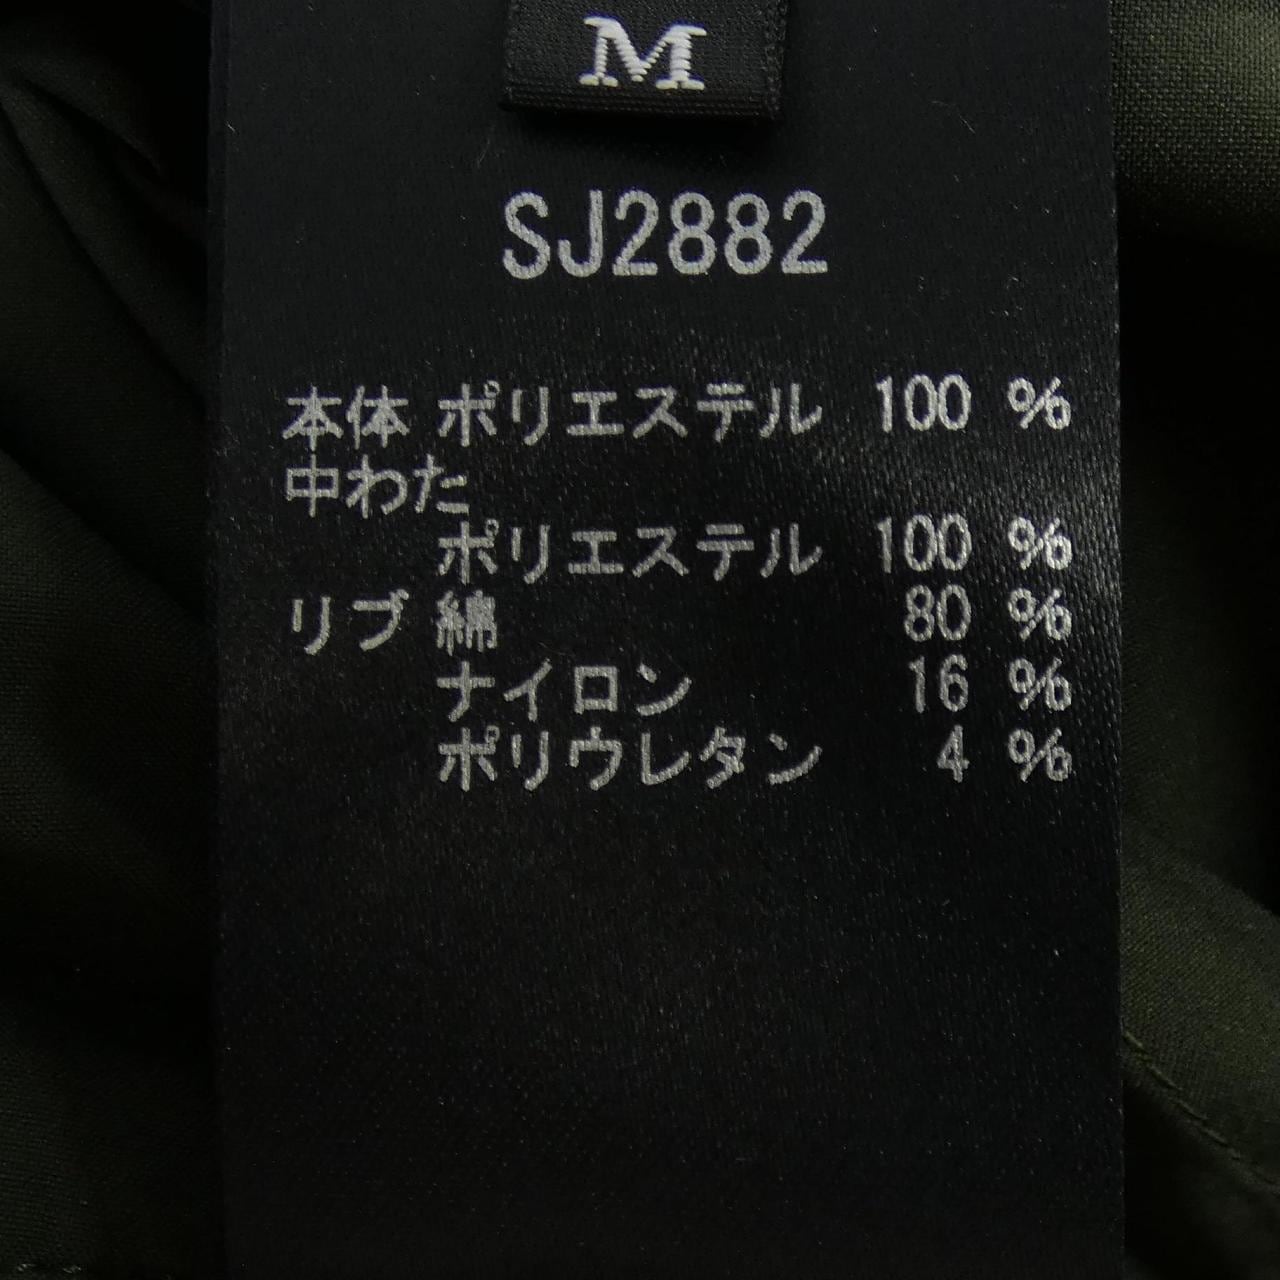 M
SJ2882
本体 ポリエステル 100 %
中わた
ポリエステル 100 %
リブ 綿 80 %
ナイロン 16 %
ポリウレタン 4 %